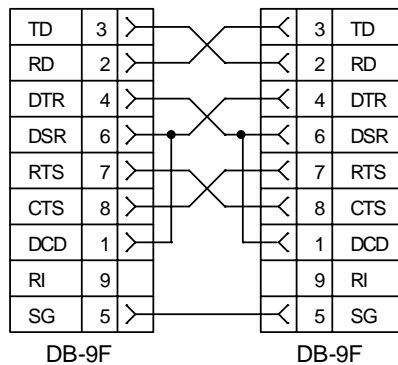 TD 3 3 TD
RD 2 2 RD
DTR 4 4 DTR
DSR 6 6 DSR
RTS 7 7 RTS
CTS 8 8 CTS
DCD 1 1 DCD
RI 9 9 RI
SG 5 5 SG
DB-9F DB-9F